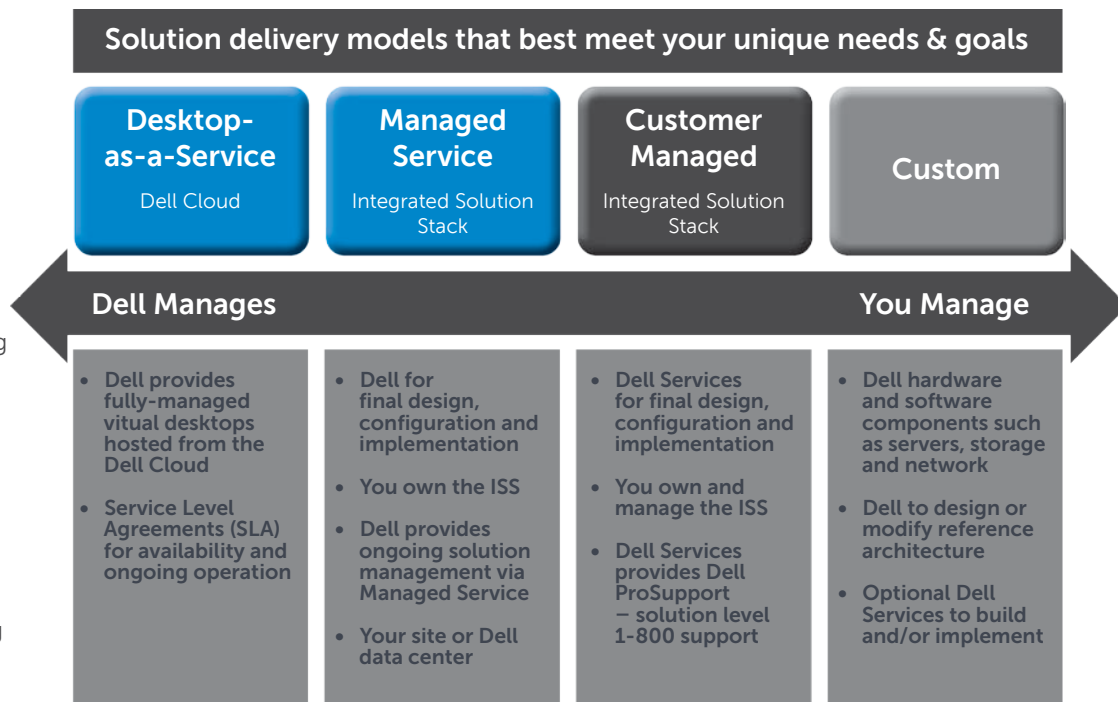 Solution delivery models that best meet your unique needs & goals
Desktop-
as-a-Service
Dell Cloud
Managed
Service
Integrated Solution
Stack
Customer
Managed
Integrated Solution
Stack
Custom
Dell Manages
You Manage
g
• Dell provides
fully-managed
vitual desktops
hosted from the
Dell Cloud
• Service Level
Agreements (SLA)
for availability and
ongoing operation
g
• Dell for
final design,
configuration and
implementation
• You own the ISS
• Dell provides
ongoing solution
management via
Managed Service
• Your site or Dell
data center
• Dell Services
for final design,
configuration and
implementation
• You own and
manage the ISS
• Dell Services
provides Dell
ProSupport
– solution level
1-800 support
• Dell hardware
and software
components such
as servers, storage
and network
• Dell to design or
modify reference
architecture
• Optional Dell
Services to build
and/or implement